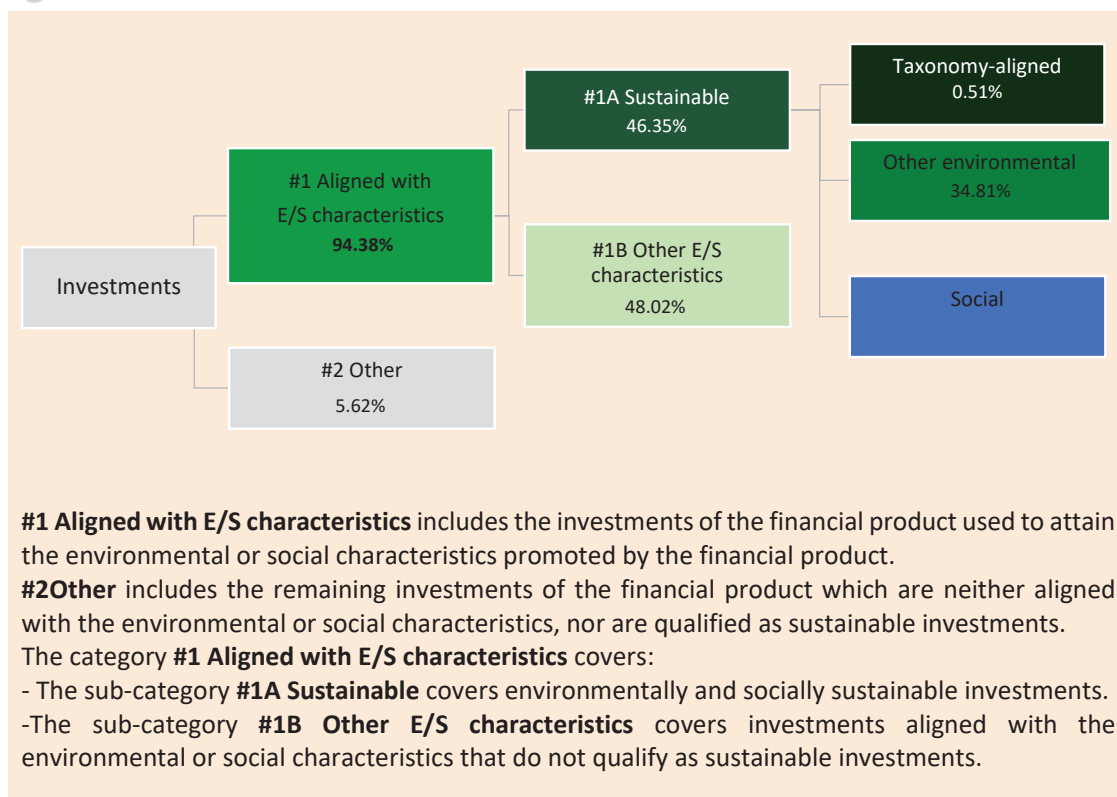 Investments
#1 Aligned with
E/S characteristics
94.38%
#2 Other
5.62%
#1A Sustainable
46.35%
#1B Other E/S
characteristics
48.02%
Taxonomy-aligned
0.51%
Other environmental
34.81%
Social
#1 Aligned with E/S characteristics includes the investments of the financial product used to attain
the environmental or social characteristics promoted by the financial product.
#2Other includes the remaining investments of the financial product which are neither aligned
with the environmental or social characteristics, nor are qualified as sustainable investments.
The category #1 Aligned with E/S characteristics covers:
- The sub-category #1A Sustainable covers environmentally and socially sustainable investments.
-The sub-category #1B Other E/S characteristics covers investments aligned with the
environmental or social characteristics that do not qualify as sustainable investments.